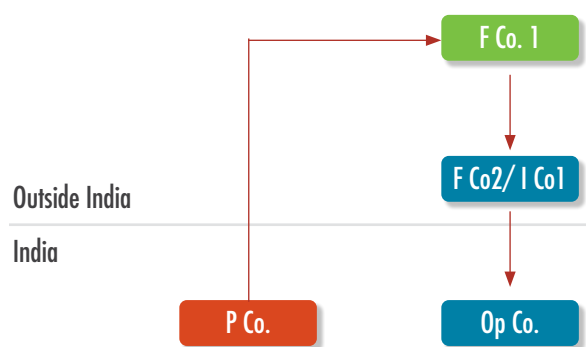 F Co. 1
F Co2/ I Co1
Outside India
India
P Co.
Op Co.